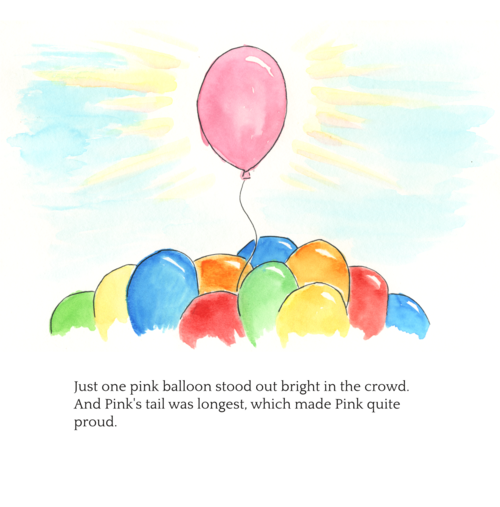 Just one pink balloon stood out bright in the crowd.
And Pink's tail was longest, which made Pink quite
proud.